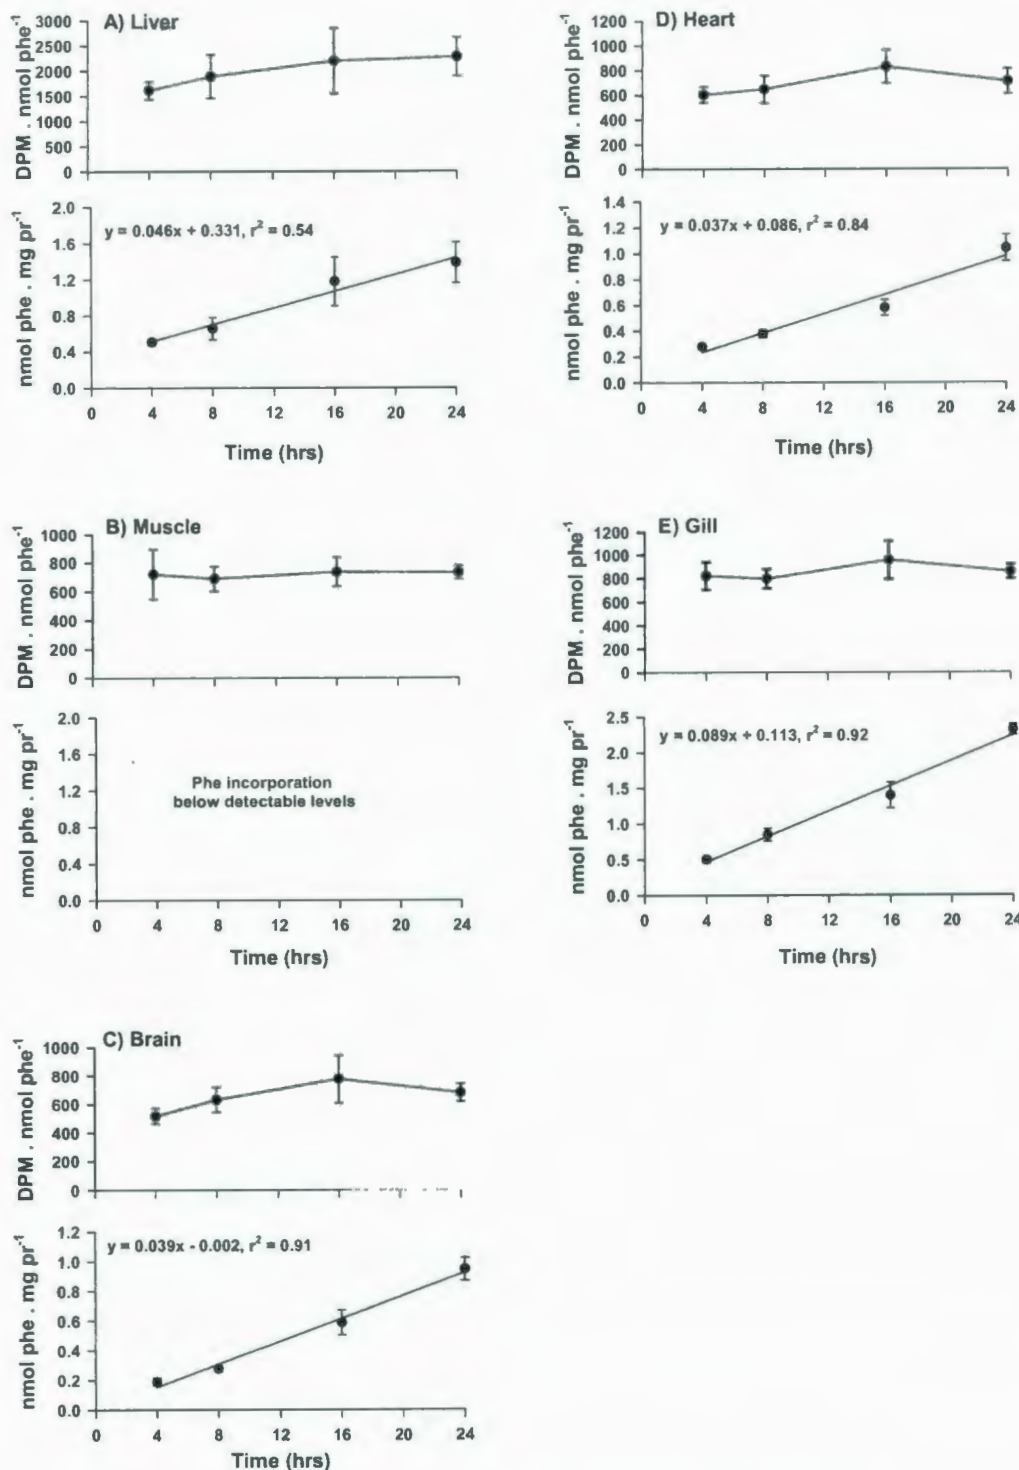 A) Liver
DPM . nmol phe⁻¹
3000
2500
2000
1500
1000
500
0
nmol phe . mg pr⁻¹
y = 0.046x + 0.331, r² = 0.54
2.0
1.6
1.2
0.8
0.4
0.0
0 4 8 12 16 20 24
Time (hrs)
B) Muscle
DPM . nmol phe⁻¹
1000
800
600
400
200
0
nmol phe . mg pr⁻¹
2.0
1.6
1.2
0.8
0.4
0.0
Phe incorporation
below detectable levels
0 4 8 12 16 20 24
Time (hrs)
C) Brain
DPM . nmol phe⁻¹
1000
800
600
400
200
0
nmol phe . mg pr⁻¹
y = 0.039x - 0.002, r² = 0.91
1.2
1.0
0.8
0.6
0.4
0.2
0.0
0 4 8 12 16 20 24
Time (hrs)
D) Heart
DPM . nmol phe⁻¹
1200
1000
800
600
400
200
0
nmol phe . mg pr⁻¹
y = 0.037x + 0.086, r² = 0.84
1.4
1.2
1.0
0.8
0.6
0.4
0.2
0.0
0 4 8 12 16 20 24
Time (hrs)
E) Gill
DPM . nmol phe⁻¹
1200
1000
800
600
400
200
0
nmol phe . mg pr⁻¹
y = 0.089x + 0.113, r² = 0.92
2.5
2.0
1.5
1.0
0.5
0.0
0 4 8 12 16 20 24
Time (hrs)